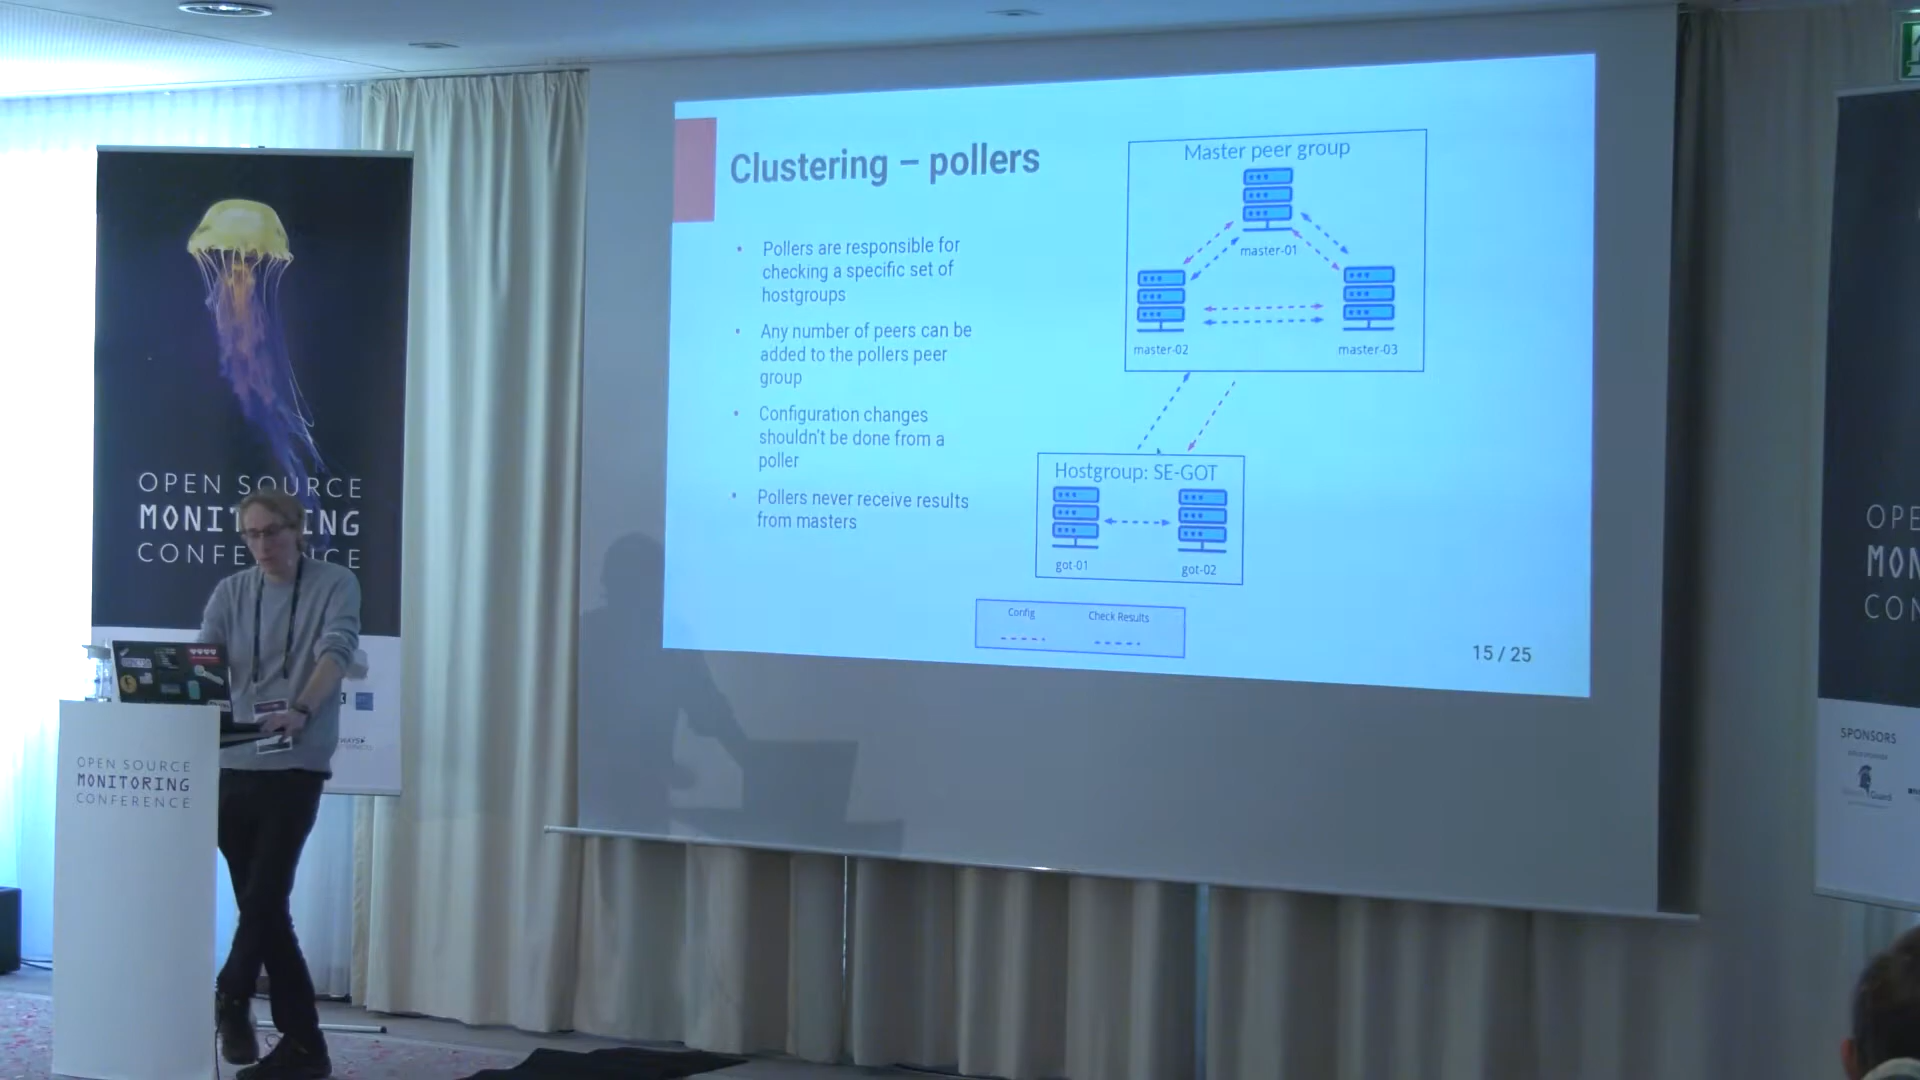 Clustering – pollers
Pollers are responsible for
checking a specific set of
hostgroups
Any number of peers can be
added to the pollers peer
group
Configuration changes
shouldn't be done from a
poller
Pollers never receive results
from masters
Master peer group
master-01
master-02
master-03
Hostgroup: SE-GOT
got-01
got-02
Config
Check Results
15 / 25
OPEN SOURCE
MONIT ING
CONFE CE
OPEN SOURCE
MONITORING
CONFERENCE
OPE
MON
CON
SPONSORS